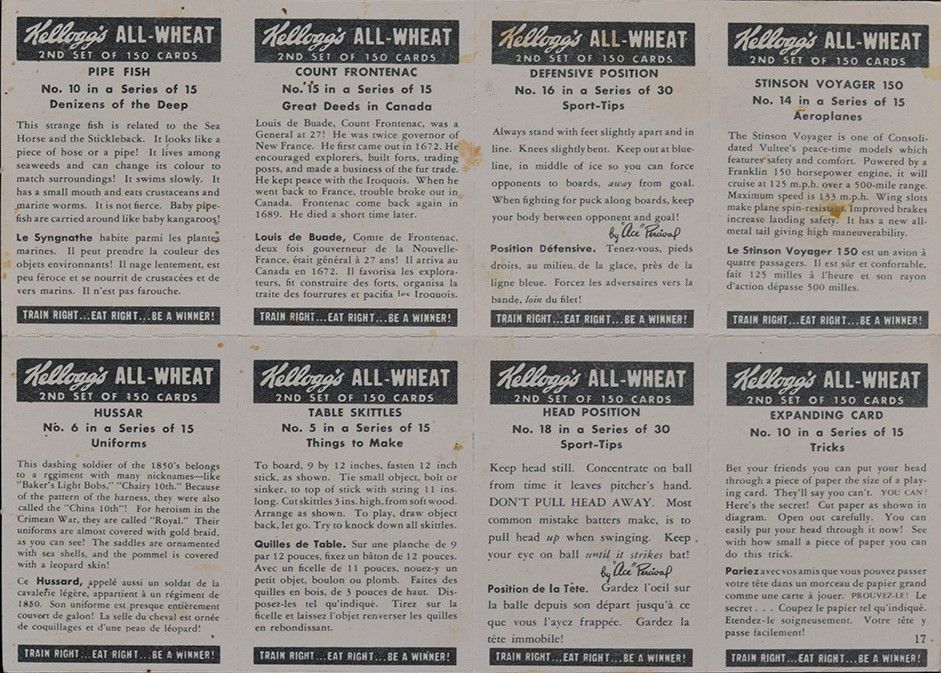 Kellogg's ALL-WHEAT
2ND SET OF 150 CARDS
PIPE FISH
No. 10 in a Series of 15
Denizens of the Deep
This strange fish is related to the Sea
Horse and the Stickleback. It looks like a
piece of hose or a pipe! It lives among
seaweeds and can change its colour to
match surroundings! It swims slowly. It
has a small mouth and eats crustaceans and
marine worms. It is not fierce. Baby pipe-
fish are carried around like baby kangaroos!
Le Syngnathe habite parmi les plantes
marines. Il peut prendre la couleur des
objets environnants! Il nage lentement, est
peu féroce et se nourrit de crustacées et de
vers marins. Il n'est pas farouche.
TRAIN RIGHT...EAT RIGHT...BE A WINNER!
Kellogg's ALL-WHEAT
2ND SET OF 150 CARDS
COUNT FRONTENAC
No. 15 in a Series of 15
Great Deeds in Canada
Louis de Buade, Count Frontenac, was a
General at 27! He was twice governor of
New France. He first came out in 1672. He
encouraged explorers, built forts, trading
posts, and made a business of the fur trade.
He kept peace with the Iroquois. When he
went back to France, trouble broke out in
Canada. Frontenac came back again in
1689. He died a short time later.
Louis de Buade, Comte de Frontenac,
deux fois gouverneur de la Nouvelle-
France, était général à 27 ans! Il arriva au
Canada en 1672. Il favorisa les explora-
teurs, fit construire des forts, organisa la
traite des fourrures et pacifia les Iroquois.
TRAIN RIGHT...EAT RIGHT...BE A WINNER!
Kellogg's ALL-WHEAT
2ND SET OF 150 CARDS
DEFENSIVE POSITION
No. 16 in a Series of 30
Sport-Tips
Always stand with feet slightly apart and in
line. Knees slightly bent. Keep out at blue-
line, in middle of ice so you can force
opponents to boards, away from goal.
When fighting for puck along boards, keep
your body between opponent and goal!
by "Ace" Percival
Position Défensive. Tenez-vous, pieds
droits, au milieu de la glace, près de la
ligne bleue. Forcez les adversaires vers la
bande, loin du filet!
TRAIN RIGHT...EAT RIGHT...BE A WINNER!
Kellogg's ALL-WHEAT
2ND SET OF 150 CARDS
STINSON VOYAGER 150
No. 14 in a Series of 15
Aeroplanes
The Stinson Voyager is one of Consoli-
dated Vultee's peace-time models which
features safety and comfort. Powered by a
Franklin 150 horsepower engine, it will
cruise at 125 m.p.h. over a 500-mile range.
Maximum speed is 133 m.p.h. Wing slots
make plane spin-resistant. Improved brakes
increase landing safety. It has a new all-
metal tail giving high maneuverability.
Le Stinson Voyager 150 est un avion à
quatre passagers. Il est sûr et confortable,
fait 125 milles à l'heure et son rayon
d'action dépasse 500 milles.
TRAIN RIGHT...EAT RIGHT...BE A WINNER!
Kellogg's ALL-WHEAT
2ND SET OF 150 CARDS
HUSSAR
No. 6 in a Series of 15
Uniforms
This dashing soldier of the 1850's belongs
to a regiment with many nicknames—like
"Baker's Light Bobs," "Chairy 10th." Because
of the pattern of the harness, they were also
called the "China 10th"! For heroism in the
Crimean War, they are called "Royal." Their
uniforms are almost covered with gold braid,
as you can see! The saddles are ornamented
with sea shells, and the pommel is covered
with a leopard skin!
Ce Hussard, appelé aussi un soldat de la
cavalerie légère, appartient à un régiment de
1850. Son uniforme est presque entièrement
couvert de galon! La selle du cheval est ornée
de coquillages et d'une peau de léopard!
TRAIN RIGHT...EAT RIGHT...BE A WINNER!
Kellogg's ALL-WHEAT
2ND SET OF 150 CARDS
TABLE SKITTLES
No. 5 in a Series of 15
Things to Make
To board, 9 by 12 inches, fasten 12 inch
stick, as shown. Tie small object, bolt or
sinker, to top of stick with string 11 ins.
long. Cut skittles 3 ins. high, from soft wood.
Arrange as shown. To play, draw object
back, let go. Try to knock down all skittles.
Quilles de Table. Sur une planche de 9
par 12 pouces, fixez un bâton de 12 pouces.
Avec un ficelle de 11 pouces, nouez-y un
petit objet, boulon ou plomb. Faites des
quilles en bois, de 3 pouces de haut. Dis-
posez-les tel qu'indiqué. Tirez sur la
ficelle et laissez l'objet renverser les quilles
en rebondissant.
TRAIN RIGHT...EAT RIGHT...BE A WINNER!
Kellogg's ALL-WHEAT
2ND SET OF 150 CARDS
HEAD POSITION
No. 18 in a Series of 30
Sport-Tips
Keep head still. Concentrate on ball
from time it leaves pitcher's hand.
DON'T PULL HEAD AWAY. Most
common mistake batters make, is to
pull head up when swinging. Keep
your eye on ball until it strikes bat!
by "Ace" Percival
Position de la Tête. Gardez l'oeil sur
la balle depuis son départ jusqu'à ce
que vous l'ayez frappée. Gardez la
tête immobile!
TRAIN RIGHT...EAT RIGHT...BE A WINNER!
Kellogg's ALL-WHEAT
2ND SET OF 150 CARDS
EXPANDING CARD
No. 10 in a Series of 15
Tricks
Bet your friends you can put your head
through a piece of paper the size of a play-
ing card. They'll say you can't. YOU CAN!
Here's the secret! Cut paper as shown in
diagram. Open out carefully. You can
easily put your head through it now! See
with how small a piece of paper you can
do this trick.
Pariez avec vos amis que vous pouvez passer
votre tête dans un morceau de papier grand
comme une carte à jouer. PROUVEZ-LE! Le
secret . . . Coupez le papier tel qu'indiqué.
Etendez-le soigneusement. Votre tête y
passe facilement!
17
TRAIN RIGHT...EAT RIGHT...BE A WINNER!